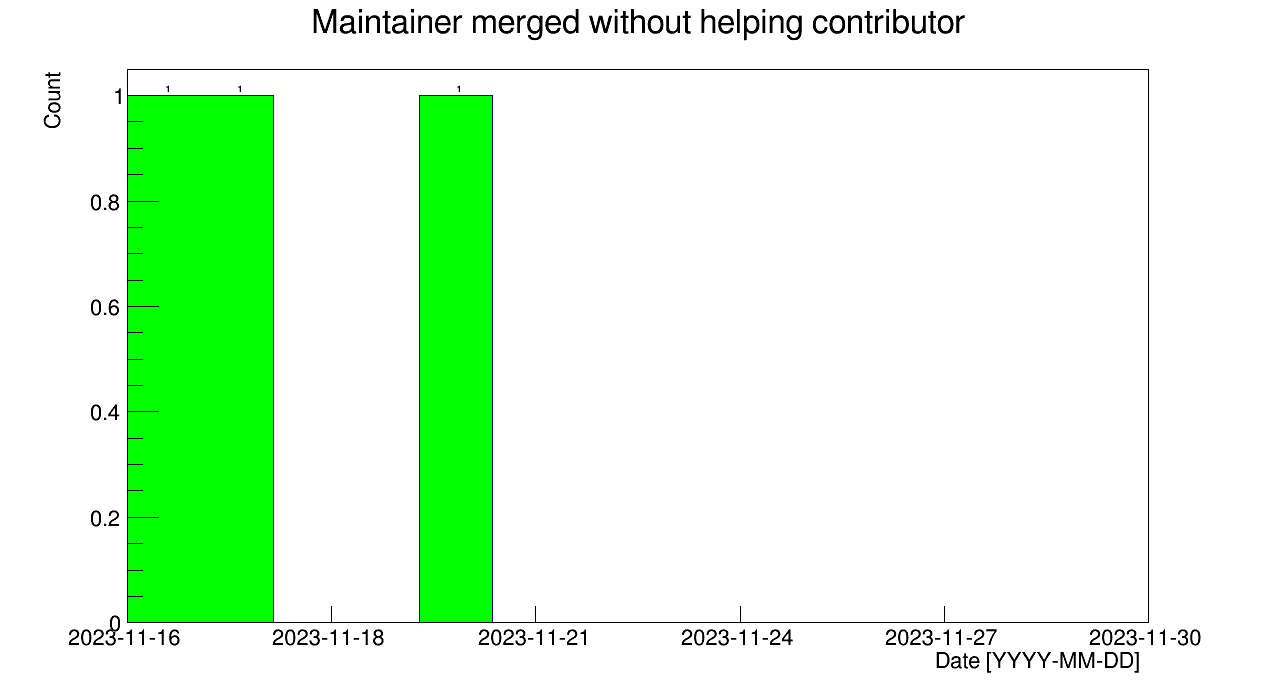 Maintainer merged without helping contributor
Count
1 1 1
1
0.8
0.6
0.4
0.2
0
2023-11-16 2023-11-18 2023-11-21 2023-11-24 2023-11-27 2023-11-30
Date [YYYY-MM-DD]